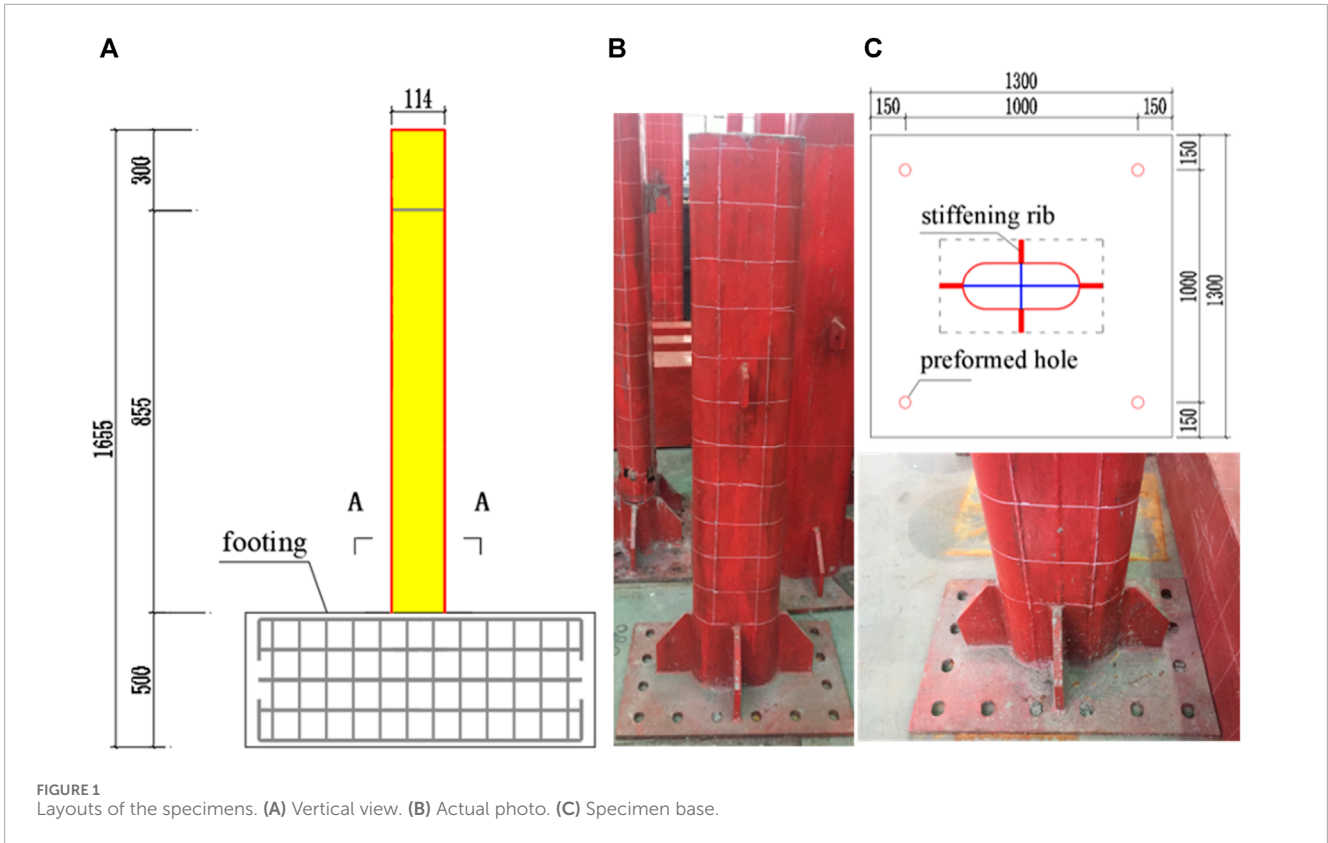 A
B
C
114
300
855
1655
500
A
A
footing
1300
150
1000
150
stiffening rib
preformed hole
150
1000
150
1300
FIGURE 1
Layouts of the specimens. (A) Vertical view. (B) Actual photo. (C) Specimen base.